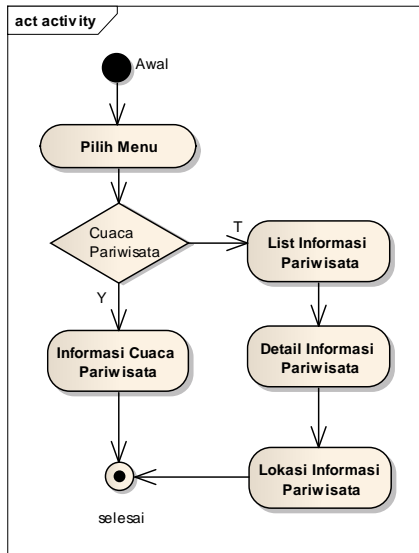 act activity
Awal
Pilih Menu
Cuaca
Pariwisata
T
List Informasi
Pariwisata
Y
Informasi Cuaca
Pariwisata
Detail Informasi
Pariwisata
Lokasi Informasi
Pariwisata
selesai